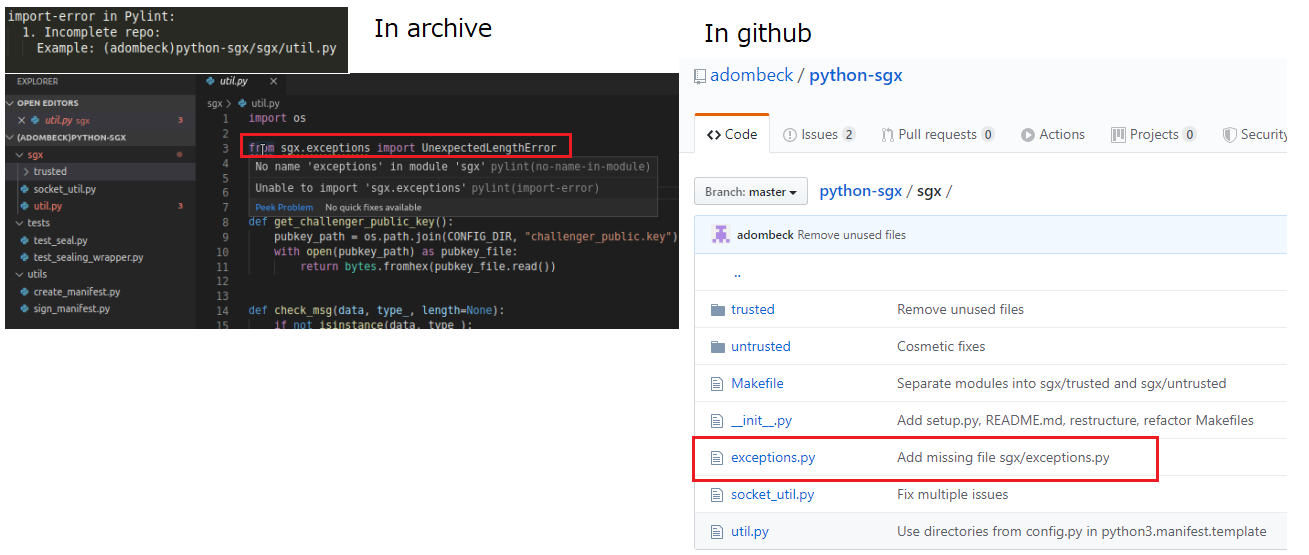 import-error in Pylint:
1. Incomplete repo:
Example: (adombeck)python-sgx/sgx/util.py
In archive
EXPLORER
OPEN EDITORS
util.py sgx 3
(ADOMBECK)PYTHON-SGX
sgx
trusted
socket_util.py
util.py 3
tests
test_seal.py
test_sealing_wrapper.py
utils
create_manifest.py
sign_manifest.py
util.py ×
sgx > util.py
1 import os
2
3 from sgx.exceptions import UnexpectedLengthError
4 No name 'exceptions' in module 'sgx' pylint(no-name-in-module)
5 Unable to import 'sgx.exceptions' pylint(import-error)
6
7 Peek Problem No quick fixes available
8 def get_challenger_public_key():
9 pubkey_path = os.path.join(CONFIG_DIR, "challenger_public.key")
10 with open(pubkey_path) as pubkey_file:
11 return bytes.fromhex(pubkey_file.read())
12
13
14 def check_msg(data, type_, length=None):
15 if not isinstance(data, type_):
In github
adombeck / python-sgx
<> Code Issues 2 Pull requests 0 Actions Projects 0 Security
Branch: master python-sgx / sgx /
adombeck Remove unused files
..
trusted Remove unused files
untrusted Cosmetic fixes
Makefile Separate modules into sgx/trusted and sgx/untrusted
__init__.py Add setup.py, README.md, restructure, refactor Makefiles
exceptions.py Add missing file sgx/exceptions.py
socket_util.py Fix multiple issues
util.py Use directories from config.py in python3.manifest.template